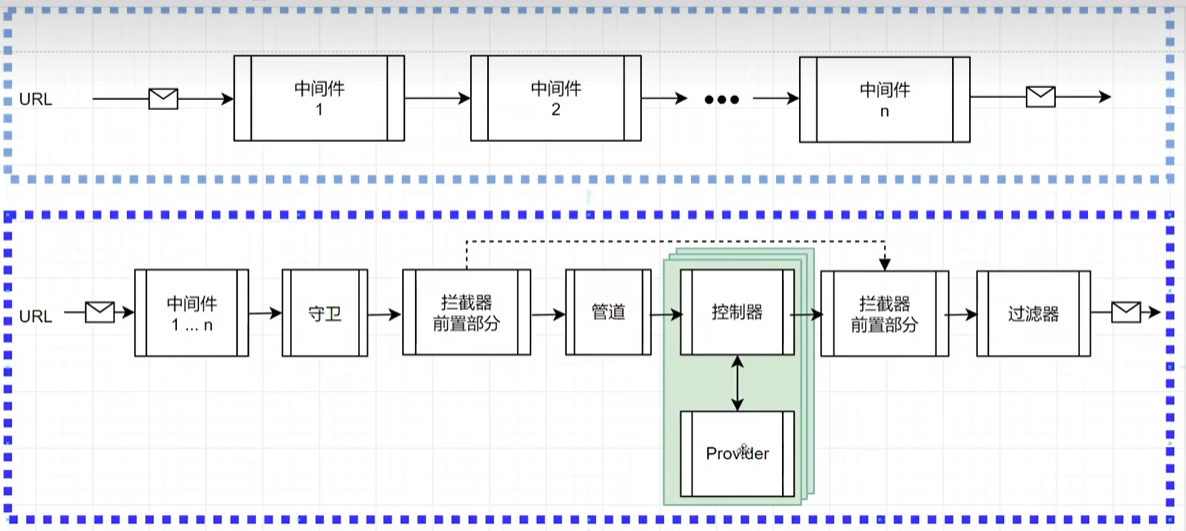 URL
中间件
1
中间件
2
中间件
n
URL
中间件
1 ... n
守卫
拦截器
前置部分
管道
控制器
拦截器
前置部分
过滤器
Provider